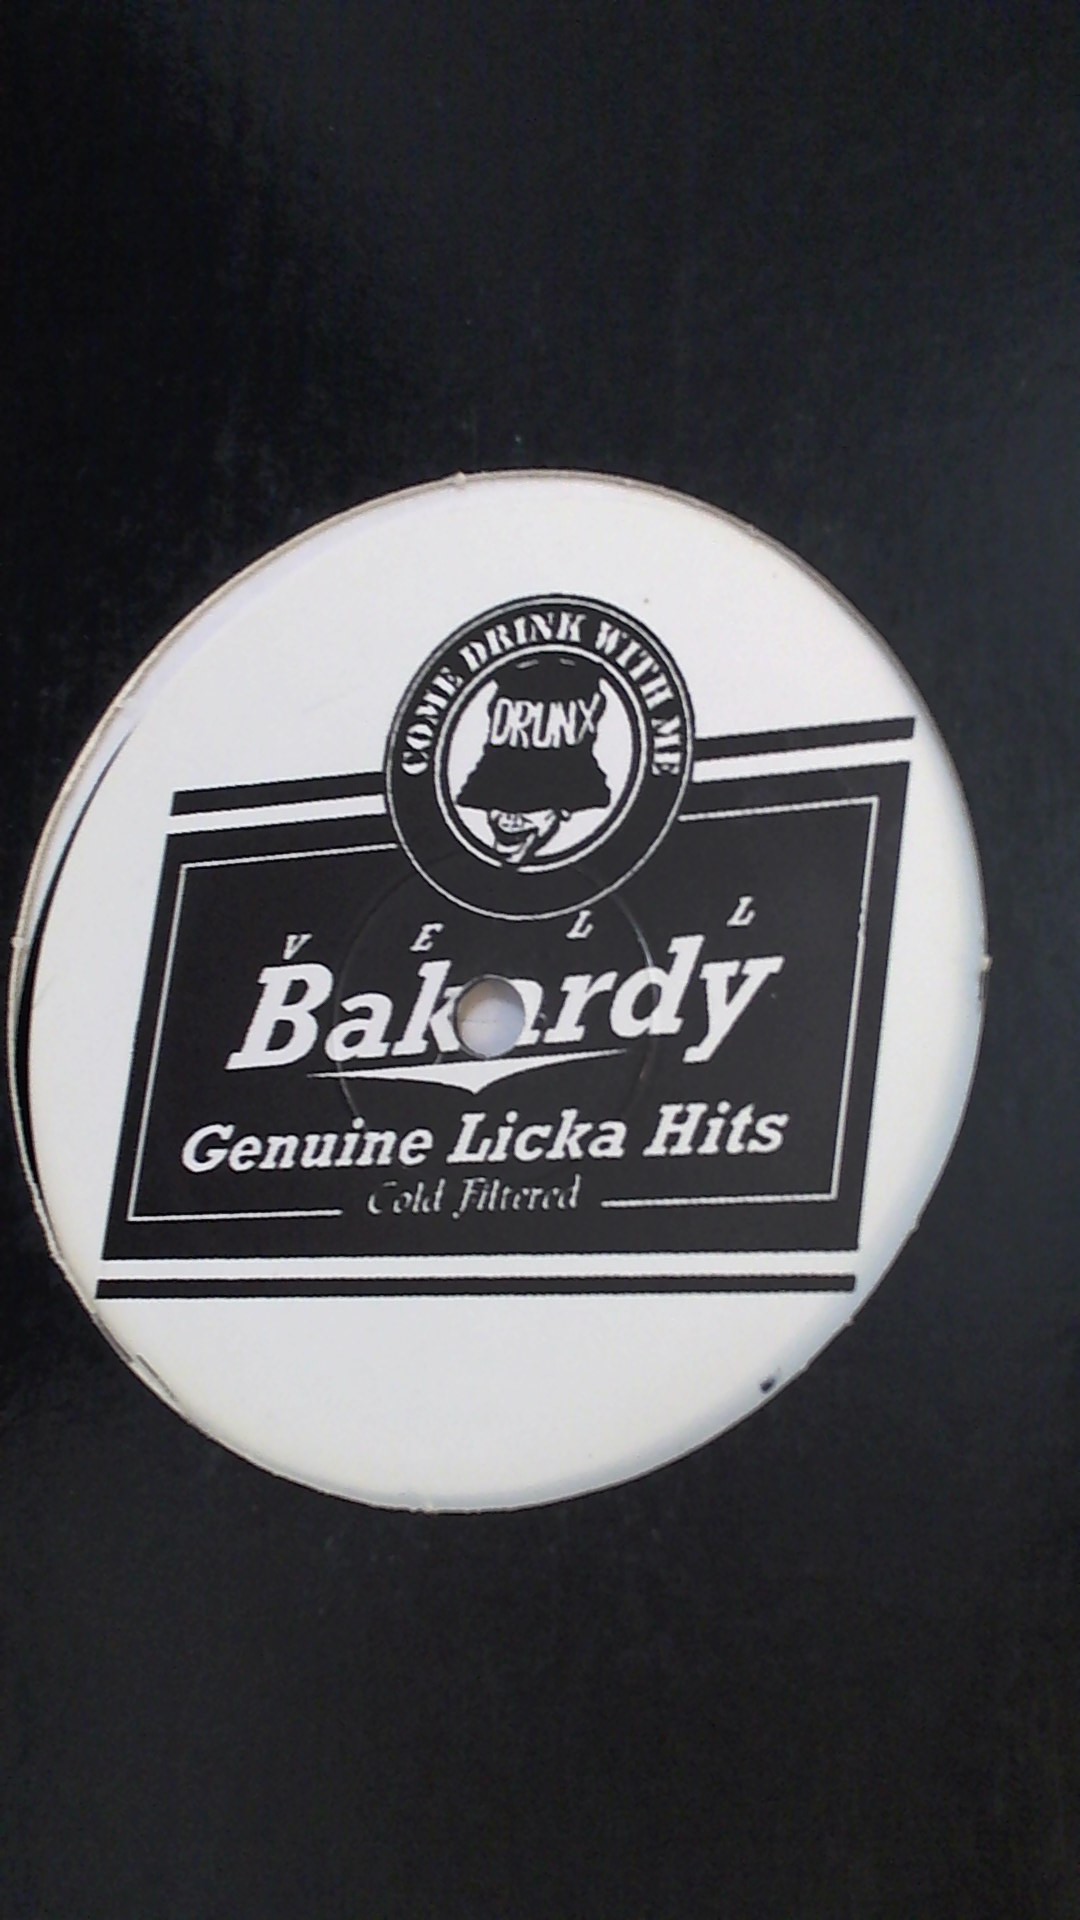 COME DRINK WITH ME
DRUNX
VELL
Bakardy
Genuine Licka Hits
Cold Filtered